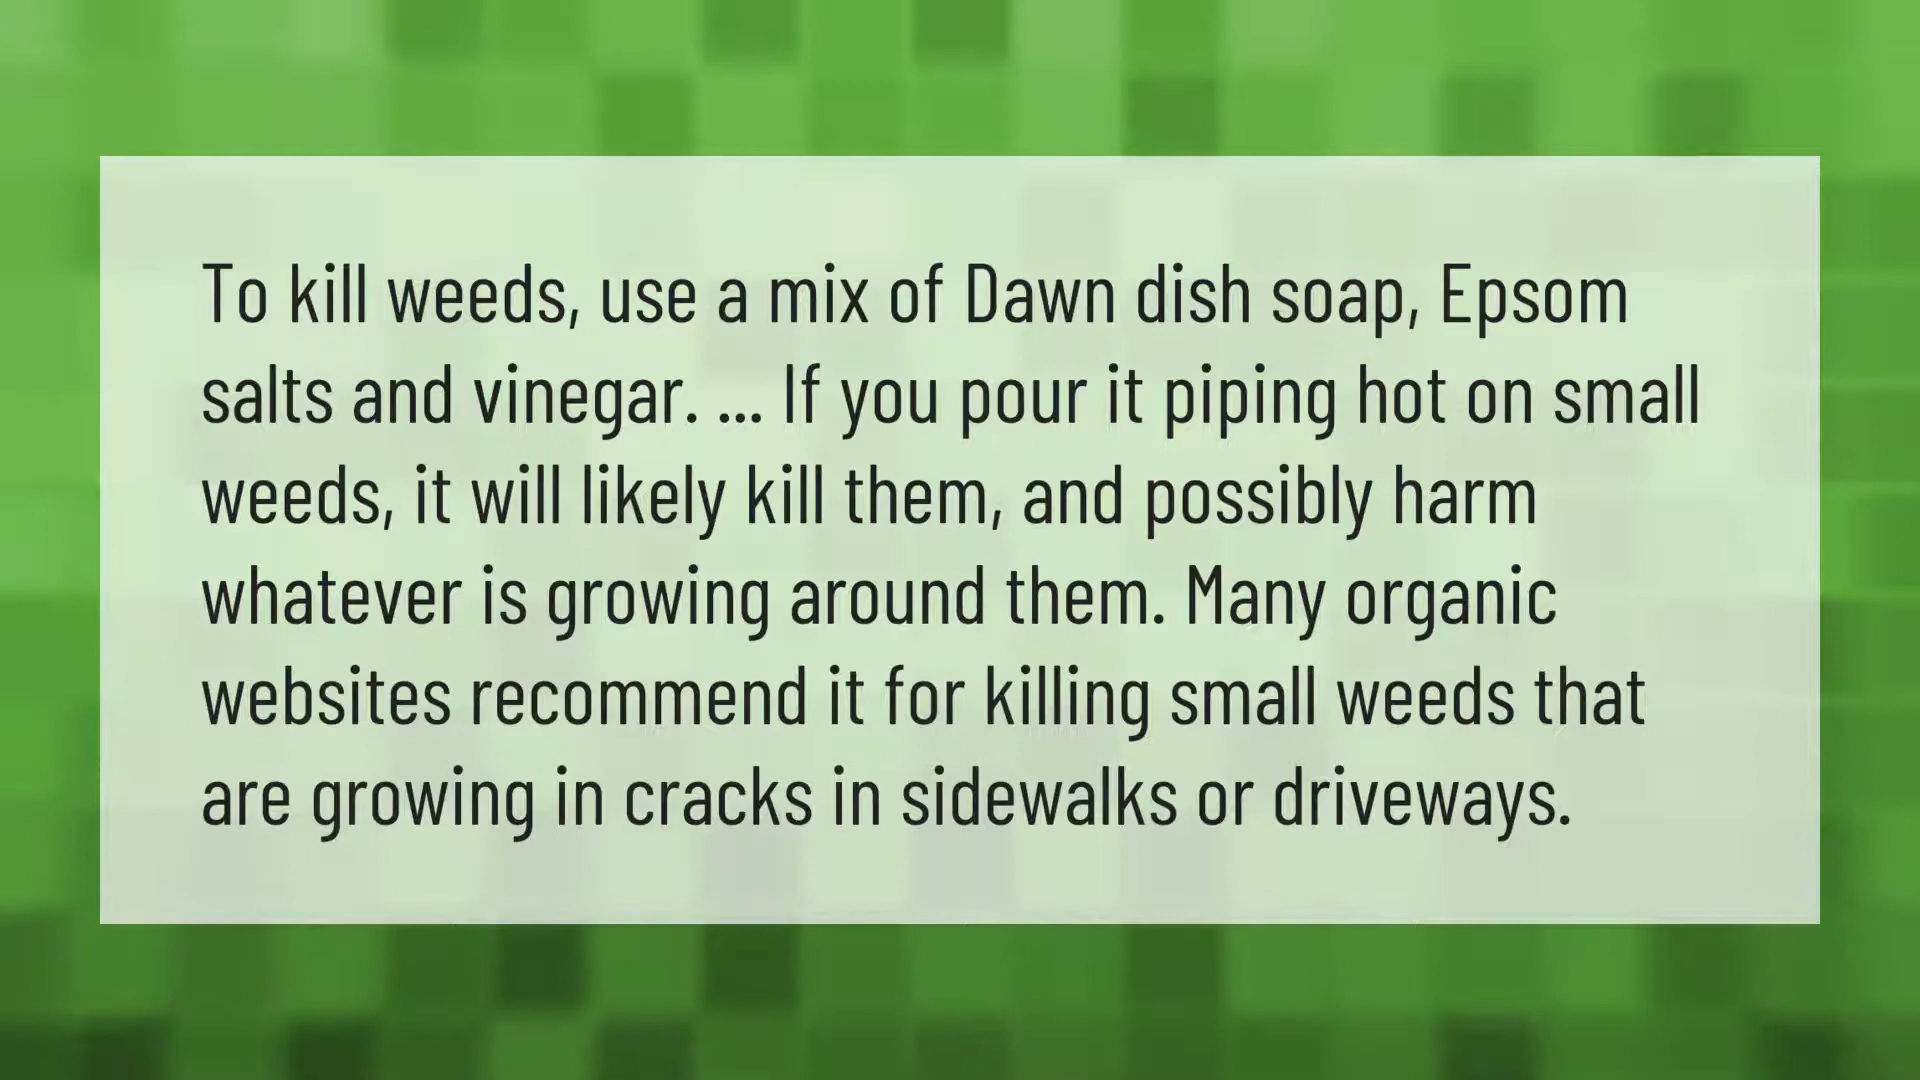 To kill weeds, use a mix of Dawn dish soap, Epsom
salts and vinegar. ... If you pour it piping hot on small
weeds, it will likely kill them, and possibly harm
whatever is growing around them. Many organic
websites recommend it for killing small weeds that
are growing in cracks in sidewalks or driveways.